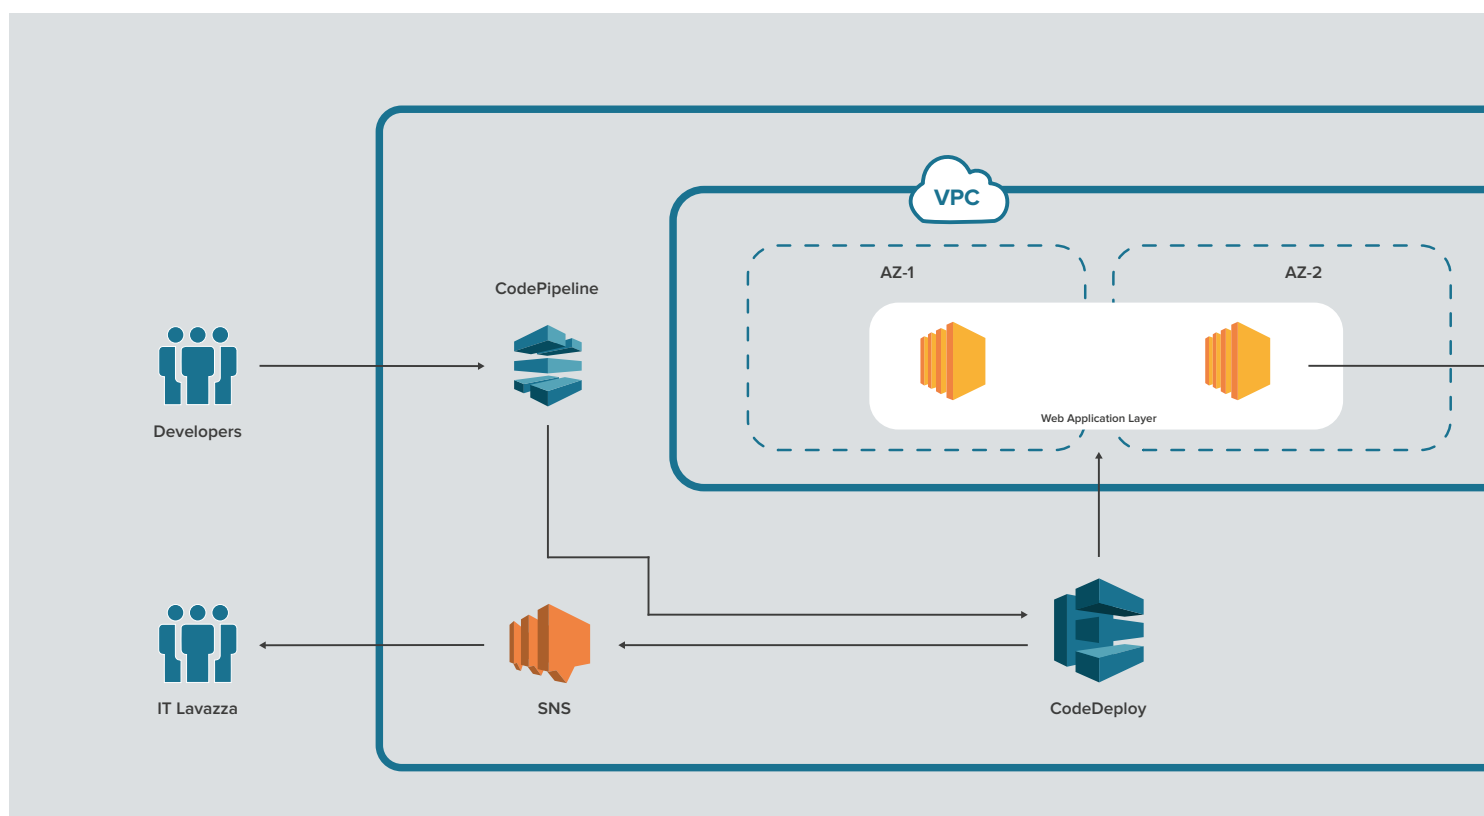 VPC
AZ-1
AZ-2
CodePipeline
Web Application Layer
Developers
IT Lavazza
SNS
CodeDeploy